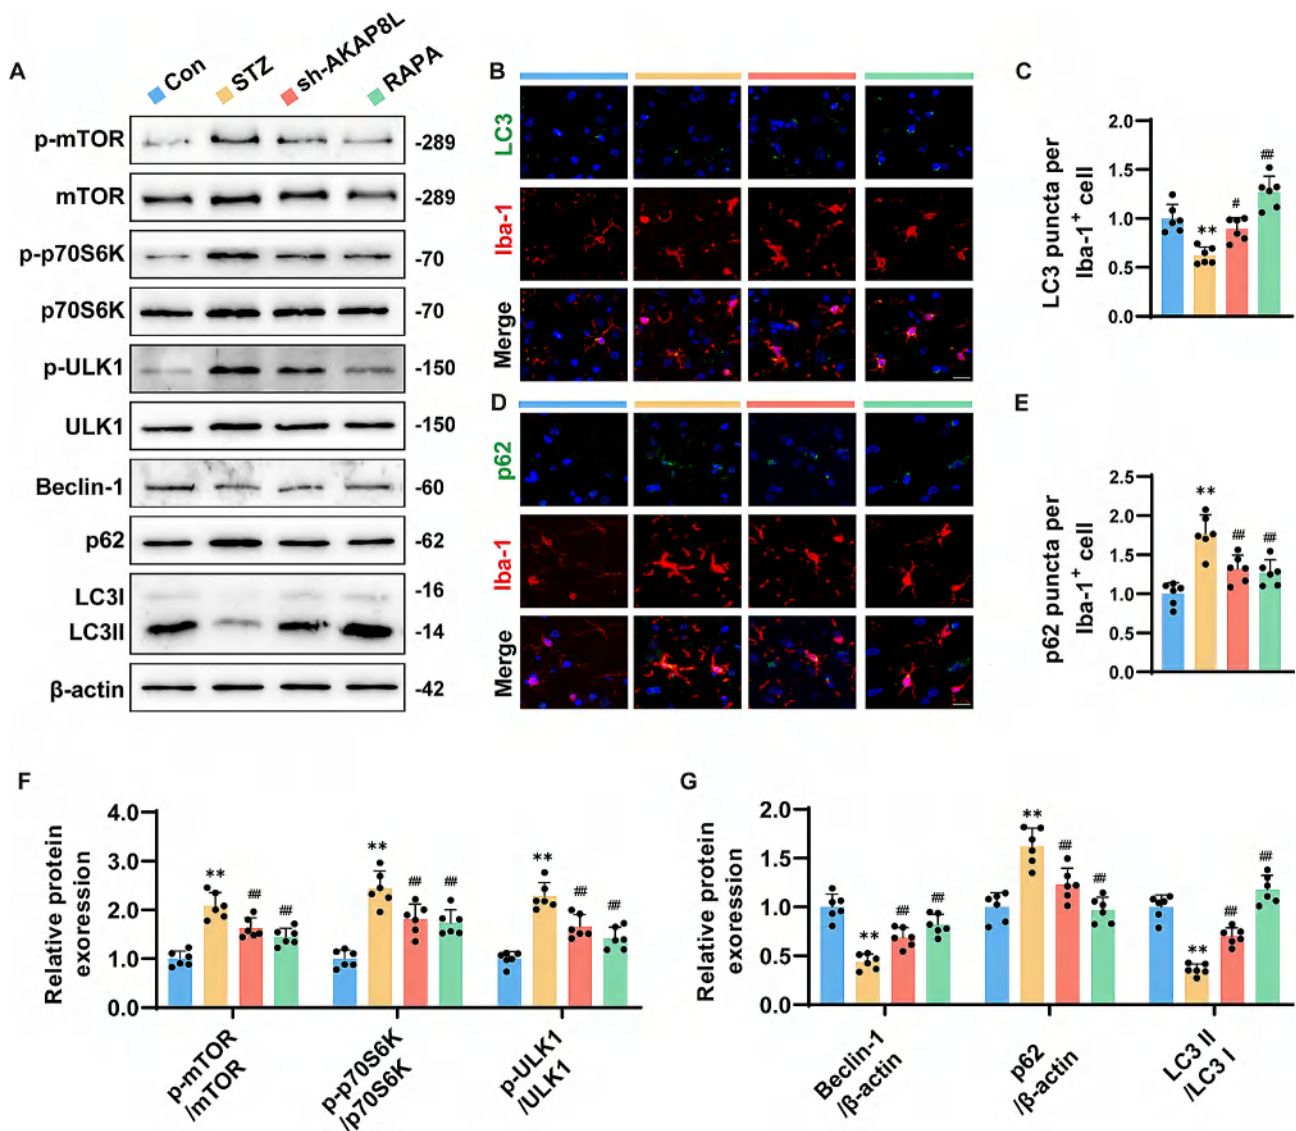 A
Con
STZ
sh-AKAP8L
RAPA
p-mTOR
-289
mTOR
-289
p-p70S6K
-70
p70S6K
-70
p-ULK1
-150
ULK1
-150
Beclin-1
-60
p62
-62
LC3I
-16
LC3II
-14
β-actin
-42
B
LC3
Iba-1
Merge
C
LC3 puncta per
Iba-1+ cell
2.0
1.5
1.0
0.5
0.0
**
#
##
D
p62
Iba-1
Merge
E
p62 puncta per
Iba-1+ cell
2.5
2.0
1.5
1.0
0.5
0.0
**
##
##
F
Relative protein
exoression
4.0
3.0
2.0
1.0
0.0
**
##
##
**
##
##
**
##
##
p-mTOR
/mTOR
p-p70S6K
/p70S6K
p-ULK1
/ULK1
G
Relative protein
exoression
2.0
1.5
1.0
0.5
0.0
**
##
##
**
##
##
**
##
##
Beclin-1
/β-actin
p62
/β-actin
LC3 II
/LC3 I